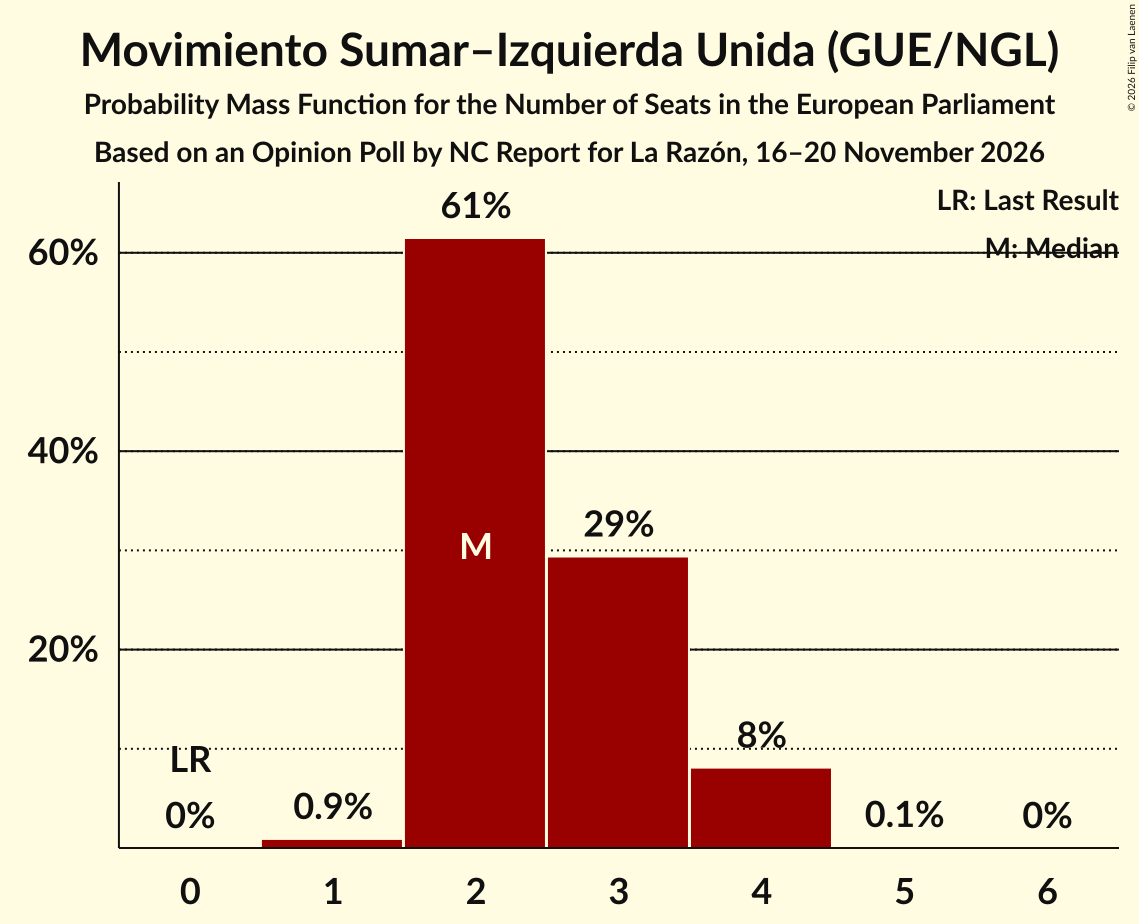 Movimiento Sumar–Izquierda Unida (GUE/NGL)
Probability Mass Function for the Number of Seats in the European Parliament
Based on an Opinion Poll by NC Report for La Razón, 16–20 November 2026
© 2026 Filip van Laenen
LR: Last Result
M: Median
61%
60%
40%
29%
M
20%
8%
LR
0%
0.9%
0.1%
0%
0 1 2 3 4 5 6